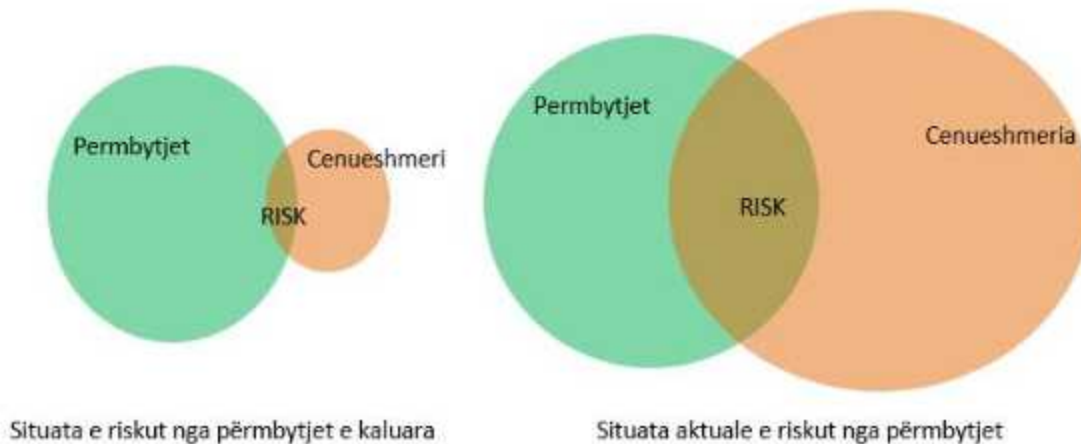 Permbytjet
Cenueshmeri
RISK
Situata e riskut nga përmbytjet e kaluara
Permbytjet
Cenueshmeria
RISK
Situata aktuale e riskut nga përmbytjet